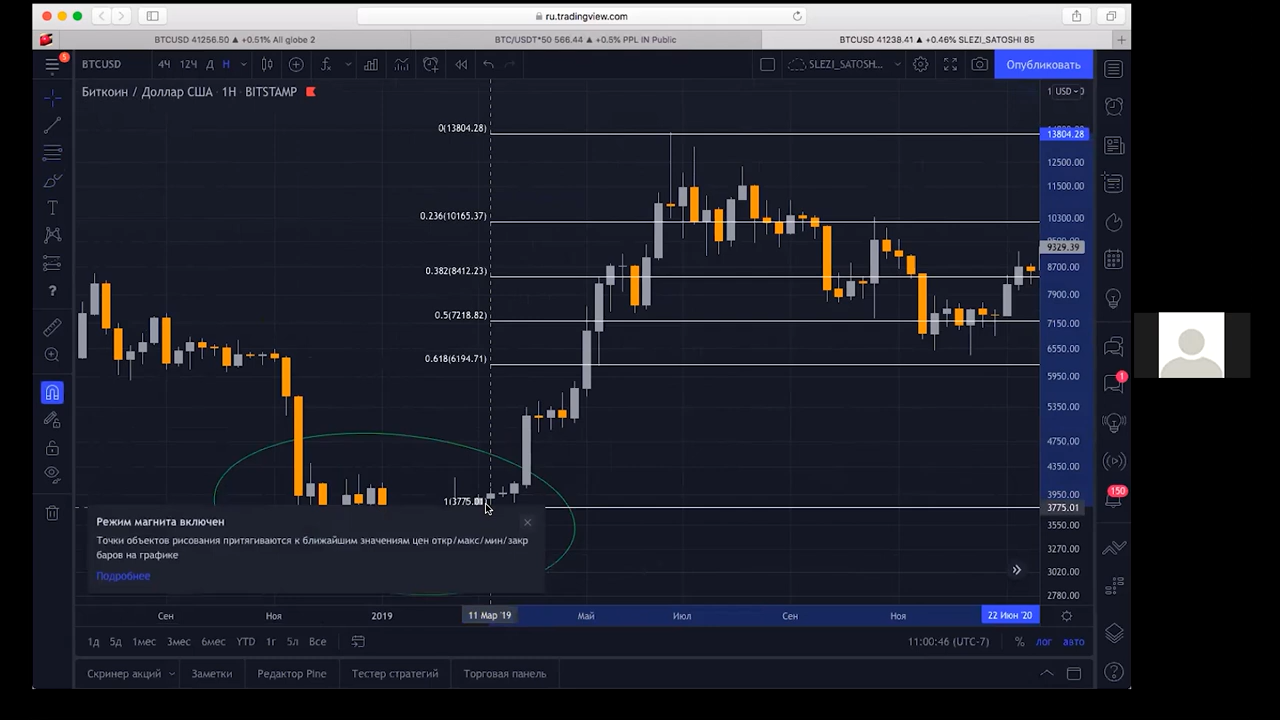 ru.tradingview.com
BTCUSD 41256.50 ▲ +0.51% All globe 2
BTC/USDT*50 566.44 ▲ +0.5% PPL IN Public
BTCUSD 41238.41 ▲ +0.46% SLEZI_SATOSHI 85
5
BTCUSD
4Ч 12Ч Д Н
SLEZI_SATOSH...
Опубликовать
Биткоин / Доллар США · 1Н · BITSTAMP
USD
0(13804.28)
13804.28
12500.00
11500.00
0.236(10165.37)
10300.00
9329.39
0.382(8412.23)
8700.00
7900.00
0.5(7218.82)
7150.00
6550.00
0.618(6194.71)
5950.00
5350.00
4750.00
4350.00
3950.00
1(3775.01)
3775.01
3550.00
3270.00
3020.00
2780.00
1
150
Режим магнита включен
Точки объектов рисования притягиваются к ближайшим значениям цен откр/макс/мин/закр
баров на графике
Подробнее
Сен Ноя 2019 11 Мар '19 Май Июл Сен Ноя 22 Июн '20
1д 5д 1мес 3мес 6мес YTD 1г 5л Все
11:00:46 (UTC-7) % лог авто
Скринер акций Заметки Редактор Pine Тестер стратегий Торговая панель